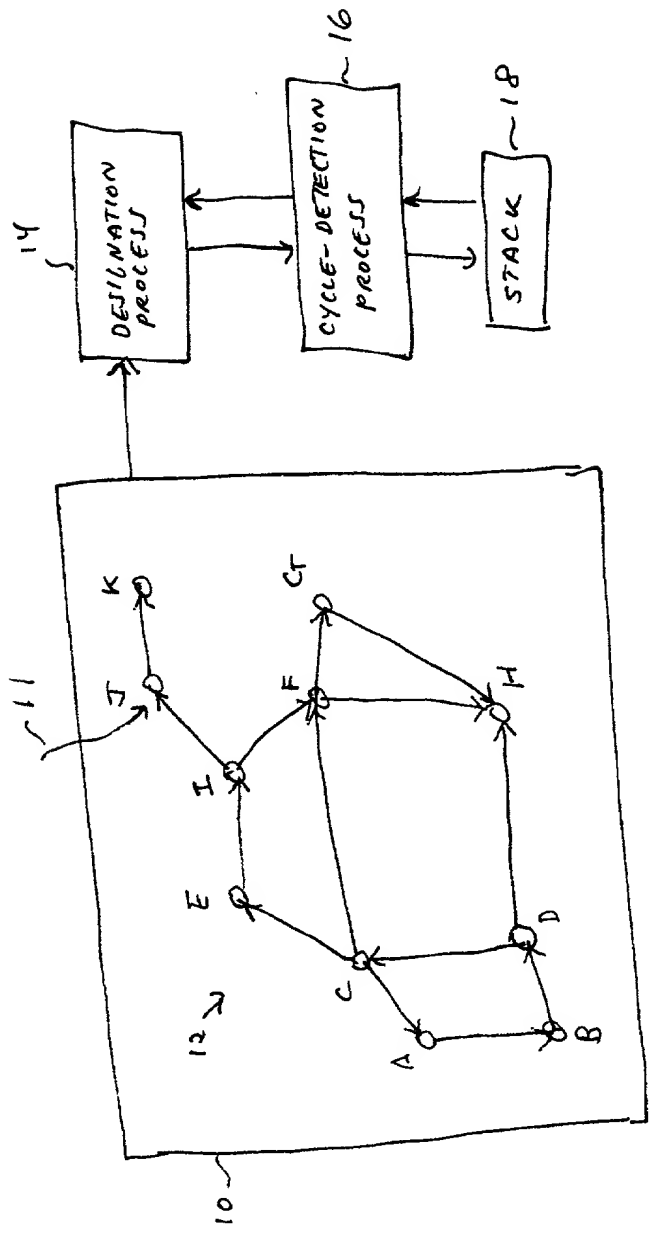 11
12
10
A
B
C
D
E
F
G
H
I
J
K
14
DESIGNATION
PROCESS
16
CYCLE-DETECTION
PROCESS
18
STACK